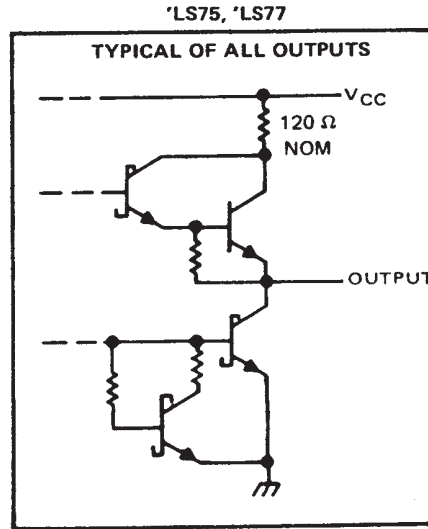 'LS75, 'LS77
TYPICAL OF ALL OUTPUTS
VCC
120 Ω
NOM
OUTPUT